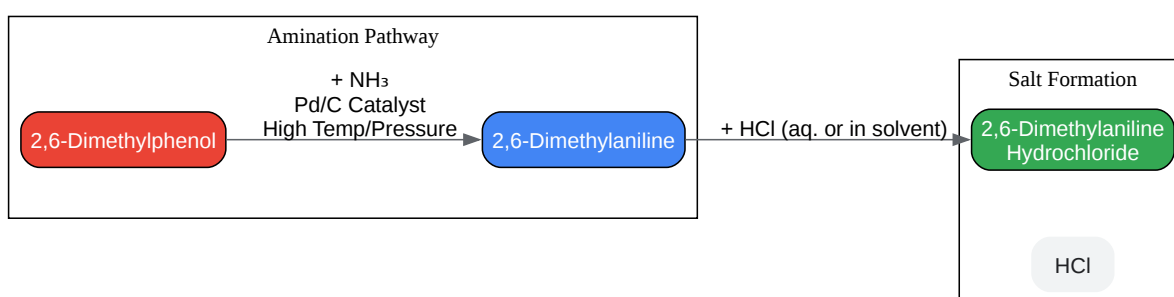 Amination Pathway
+ NH₃
Pd/C Catalyst
High Temp/Pressure
2,6-Dimethylphenol
2,6-Dimethylaniline
+ HCl (aq. or in solvent)
Salt Formation
2,6-Dimethylaniline
Hydrochloride
HCl